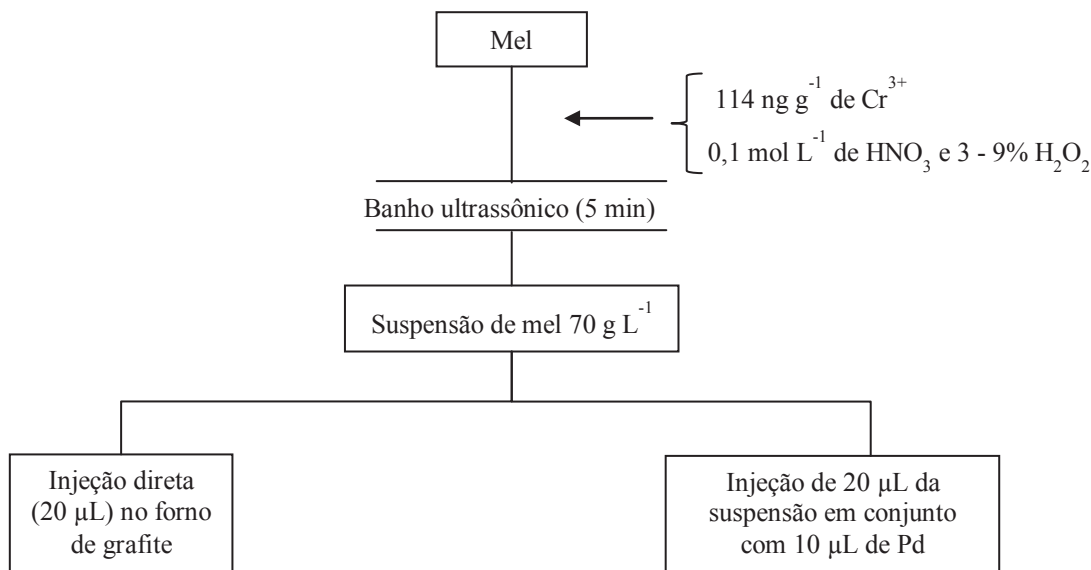 Mel
114 ng g⁻¹ de Cr³⁺
0,1 mol L⁻¹ de HNO₃ e 3 - 9% H₂O₂
Banho ultrassônico (5 min)
Suspensão de mel 70 g L⁻¹
Injeção direta
(20 μL) no forno
de grafite
Injeção de 20 μL da
suspensão em conjunto
com 10 μL de Pd